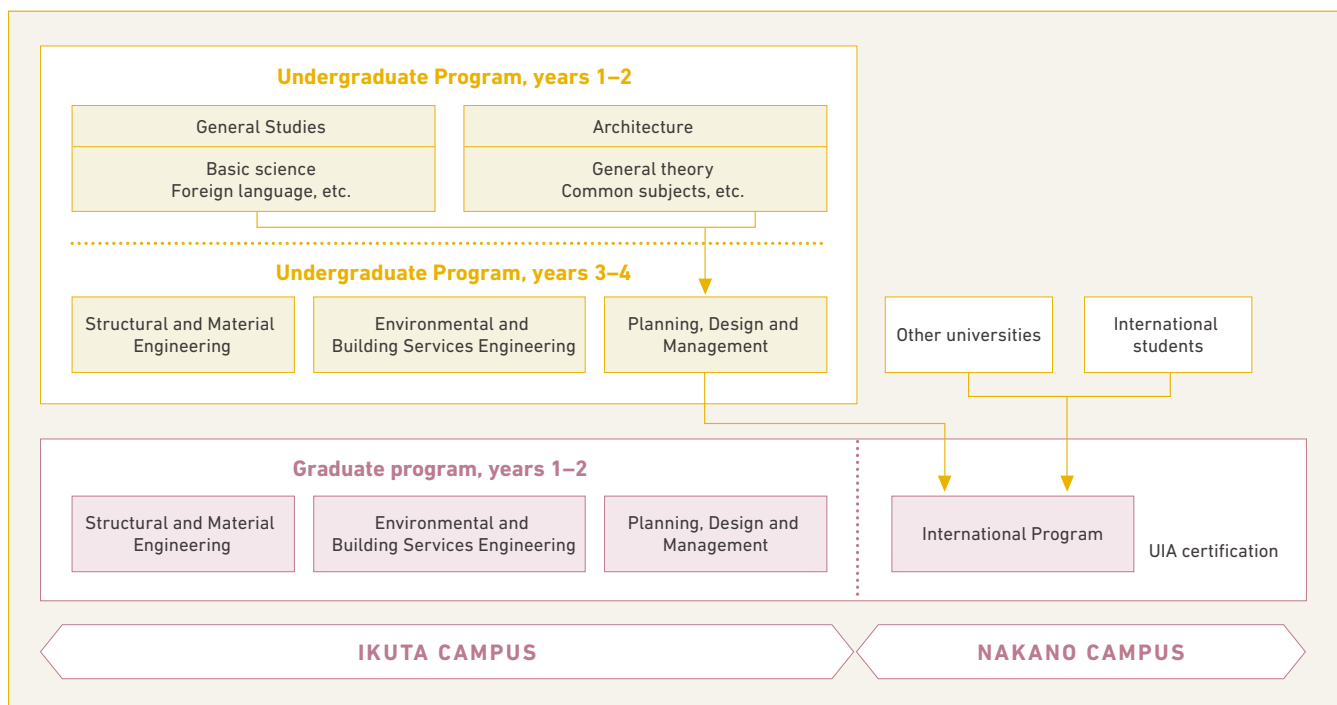 Undergraduate Program, years 1–2
General Studies
Basic science
Foreign language, etc.
Architecture
General theory
Common subjects, etc.
Undergraduate Program, years 3–4
Structural and Material
Engineering
Environmental and
Building Services Engineering
Planning, Design and
Management
Other universities
International
students
Graduate program, years 1–2
Structural and Material
Engineering
Environmental and
Building Services Engineering
Planning, Design and
Management
International Program
UIA certification
IKUTA CAMPUS
NAKANO CAMPUS